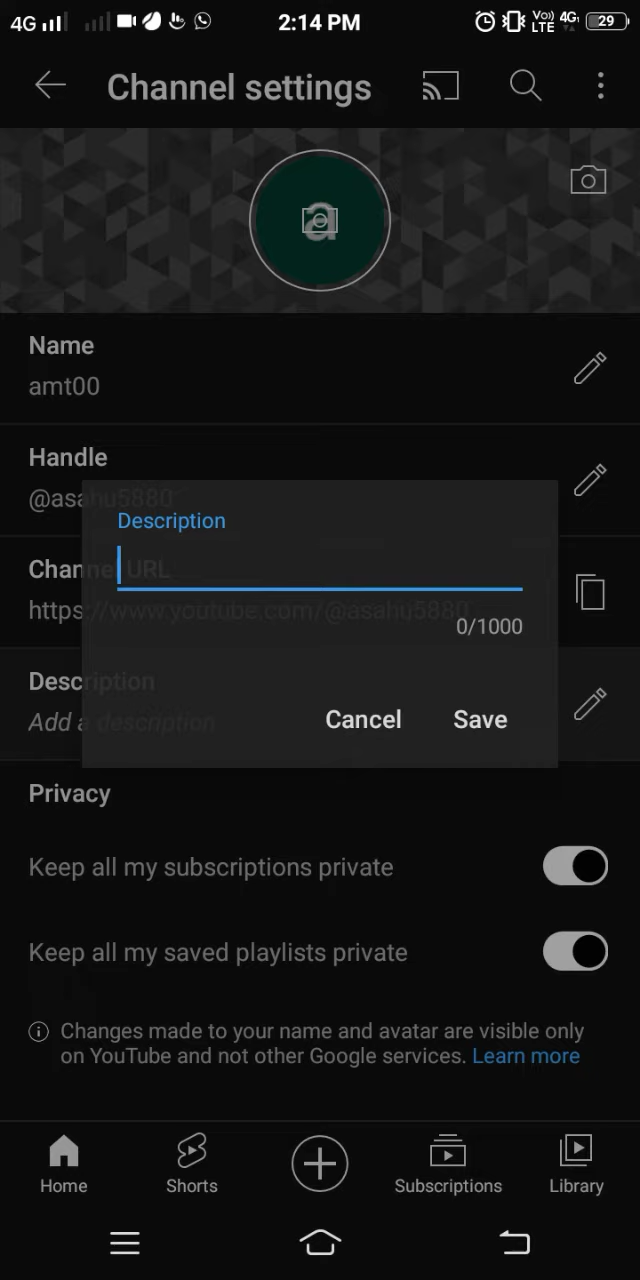 4G 2:14 PM Vo) LTE 4G 29
Channel settings
a
Name
amt00
Handle
@asahu5880
Description
Channel URL
https://www.youtube.com/@asahu5880
0/1000
Description
Add a description
Cancel Save
Privacy
Keep all my subscriptions private
Keep all my saved playlists private
Changes made to your name and avatar are visible only
on YouTube and not other Google services. Learn more
Home Shorts Subscriptions Library